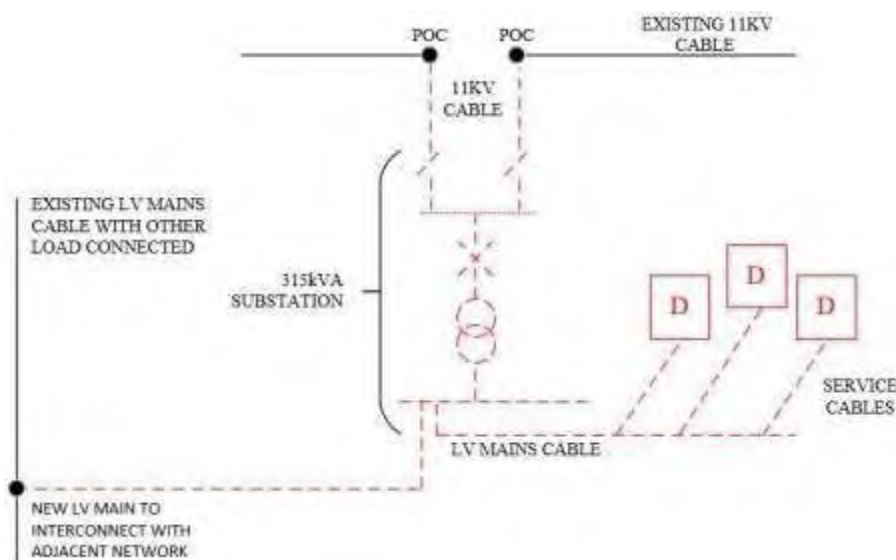 POC
POC
EXISTING 11KV
CABLE
11KV
CABLE
EXISTING LV MAINS
CABLE WITH OTHER
LOAD CONNECTED
315kVA
SUBSTATION
D
D
D
SERVICE
CABLES
LV MAINS CABLE
NEW LV MAIN TO
INTERCONNECT WITH
ADJACENT NETWORK